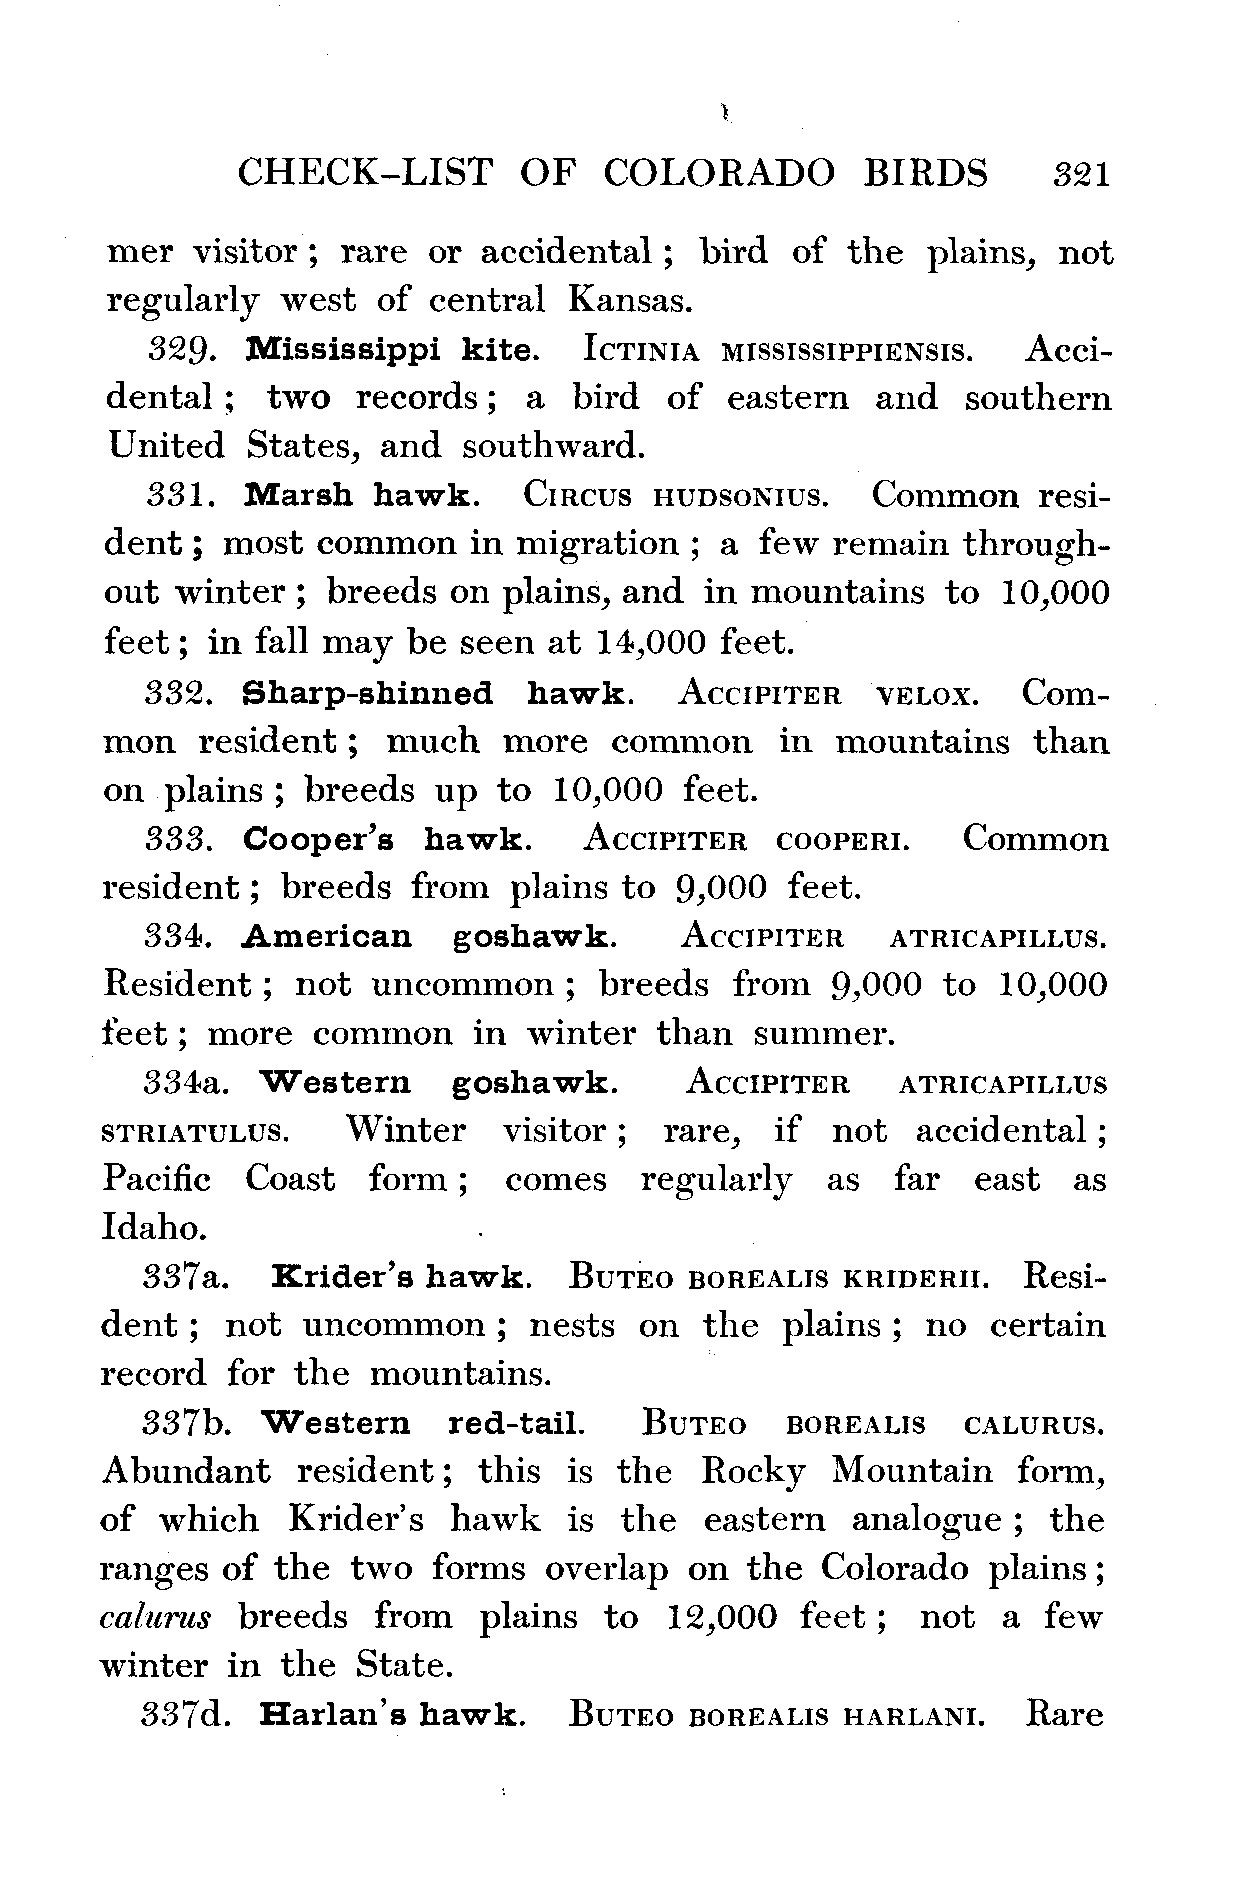 CHECK-LIST OF COLORADO BIRDS 321
mer visitor; rare or accidental; bird of the plains, not
regularly west of central Kansas.
329. Mississippi kite. ICTINIA MISSISSIPPIENSIS. Acci-
dental; two records; a bird of eastern and southern
United States, and southward.
331. Marsh hawk. CIRCUS HUDSONIUS. Common resi-
dent; most common in migration; a few remain through-
out winter; breeds on plains, and in mountains to 10,000
feet; in fall may be seen at 14,000 feet.
332. Sharp-shinned hawk. ACCIPITER VELOX. Com-
mon resident; much more common in mountains than
on plains; breeds up to 10,000 feet.
333. Cooper's hawk. ACCIPITER COOPERI. Common
resident; breeds from plains to 9,000 feet.
334. American goshawk. ACCIPITER ATRICAPILLUS.
Resident; not uncommon; breeds from 9,000 to 10,000
feet; more common in winter than summer.
334a. Western goshawk. ACCIPITER ATRICAPILLUS
STRIATULUS. Winter visitor; rare, if not accidental;
Pacific Coast form; comes regularly as far east as
Idaho.
337a. Krider's hawk. BUTEO BOREALIS KRIDERII. Resi-
dent; not uncommon; nests on the plains; no certain
record for the mountains.
337b. Western red-tail. BUTEO BOREALIS CALURUS.
Abundant resident; this is the Rocky Mountain form,
of which Krider's hawk is the eastern analogue; the
ranges of the two forms overlap on the Colorado plains;
calurus breeds from plains to 12,000 feet; not a few
winter in the State.
337d. Harlan's hawk. BUTEO BOREALIS HARLANI. Rare